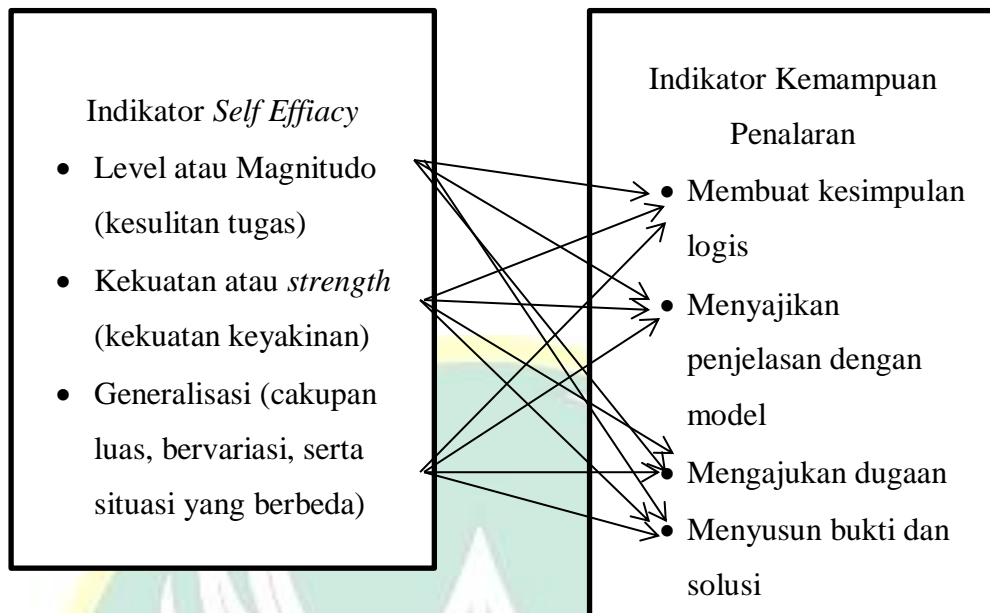 Indikator Self Effiacy
• Level atau Magnitudo
(kesulitan tugas)
• Kekuatan atau strength
(kekuatan keyakinan)
• Generalisasi (cakupan
luas, bervariasi, serta
situasi yang berbeda)
Indikator Kemampuan
Penalaran
• Membuat kesimpulan
logis
• Menyajikan
penjelasan dengan
model
• Mengajukan dugaan
• Menyusun bukti dan
solusi